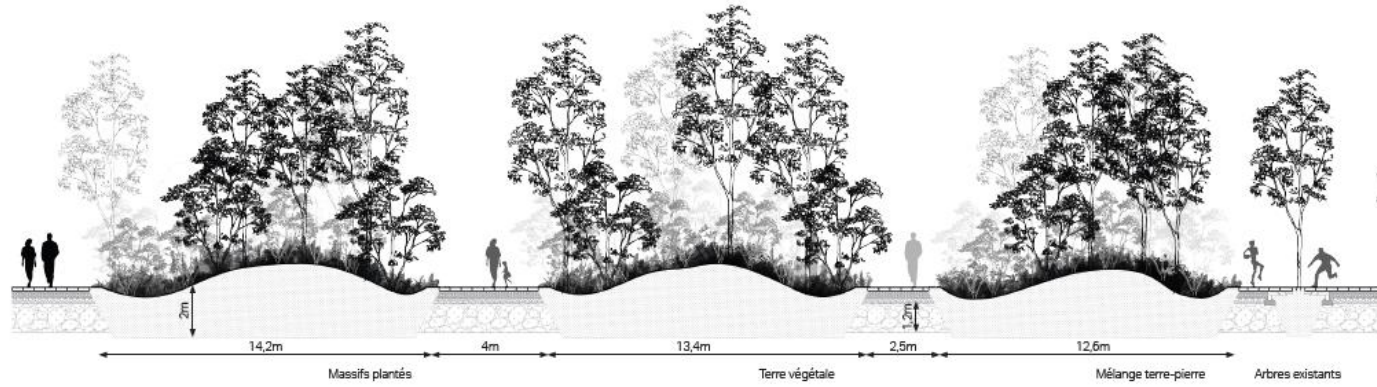 2m
1,2m
14,2m
4m
13,4m
2,5m
12,6m
Massifs plantés
Terre végétale
Mélange terre-pierre
Arbres existants